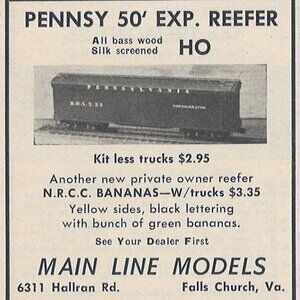 PENNSY 50' EXP. REEFER
All bass wood
Silk screened
HO
PENNSYLVANIA
REFRIGERATOR
Kit less trucks $2.95
Another new private owner reefer
N.R.C.C. BANANAS—W/trucks $3.35
Yellow sides, black lettering
with bunch of green bananas.
See Your Dealer First
MAIN LINE MODELS
6311 Hallran Rd. Falls Church, Va.